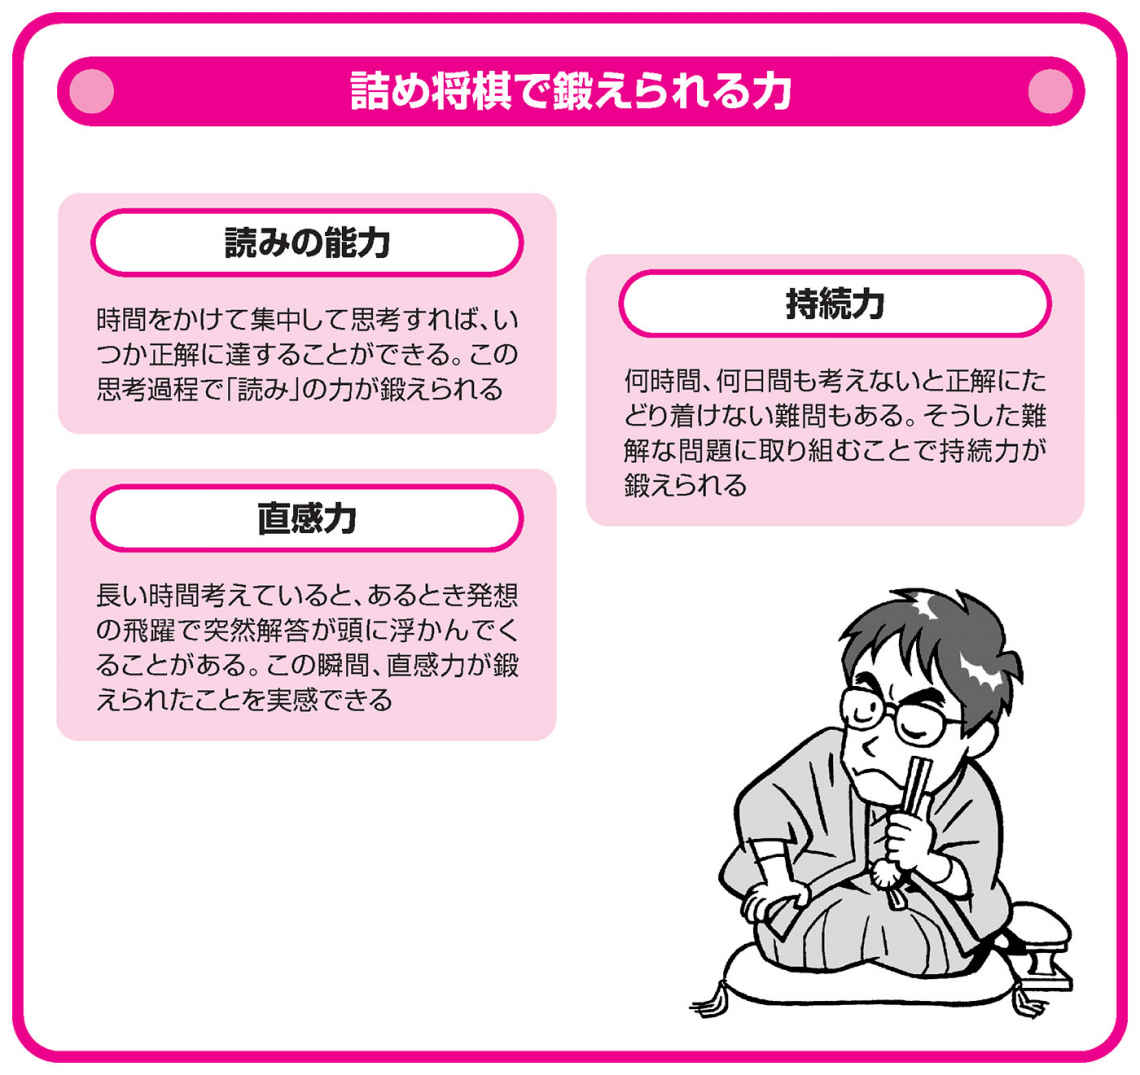 詰め将棋で鍛えられる力
読みの能力
時間をかけて集中して思考すれば、い
つか正解に達することができる。この
思考過程で「読み」の力が鍛えられる
持続力
何時間、何日間も考えないと正解にた
どり着けない難問もある。そうした難
解な問題に取り組むことで持続力が
鍛えられる
直感力
長い時間考えていると、あるとき発想
の飛躍で突然解答が頭に浮かんでく
ることがある。この瞬間、直感力が鍛
えられたことを実感できる